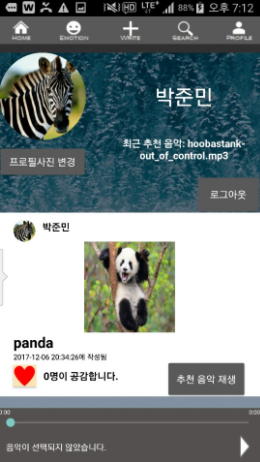 HD LTE 88% 오후 7:12
HOME EMOTION WRITE SEARCH PROFILE
박준민
최근 추천 음악: hoobastank-
out_of_control.mp3
프로필사진 변경
로그아웃
박준민
panda
2017-12-06 20:34:26에 작성됨
0명이 공감합니다.
추천 음악 재생
0:00 0:00
음악이 선택되지 않았습니다.